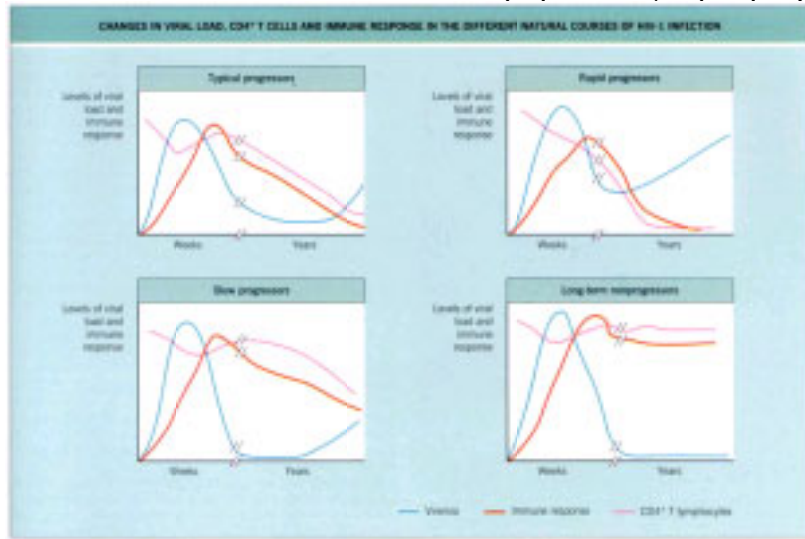 CHANGES IN VIRAL LOAD, CD4⁺ T CELLS AND IMMUNE RESPONSE IN THE DIFFERENT NATURAL COURSES OF HIV-1 INFECTION
Typical progressors
Levels of viral
load and
immune
response
Weeks
Years
Rapid progressors
Levels of viral
load and
immune
response
Weeks
Years
Slow progressors
Levels of viral
load and
immune
response
Weeks
Years
Long-term nonprogressors
Levels of viral
load and
immune
response
Weeks
Years
Viremia
Immune response
CD4⁺ T lymphocytes